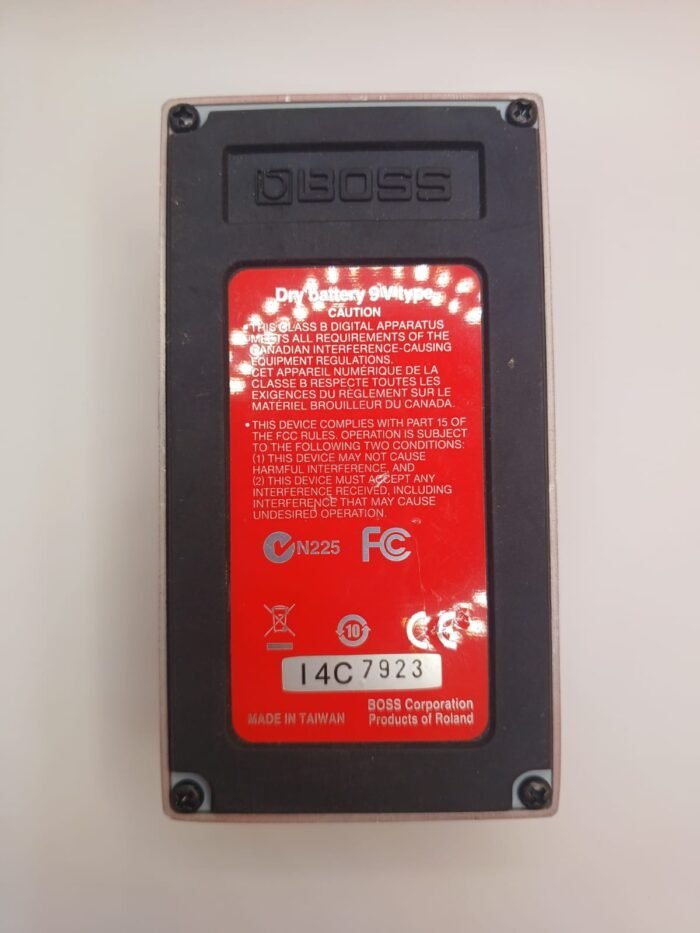 BOSS
Dry battery 9 V type
CAUTION
• THIS CLASS B DIGITAL APPARATUS
MEETS ALL REQUIREMENTS OF THE
CANADIAN INTERFERENCE-CAUSING
EQUIPMENT REGULATIONS.
CET APPAREIL NUMÉRIQUE DE LA
CLASSE B RESPECTE TOUTES LES
EXIGENCES DU RÈGLEMENT SUR LE
MATÉRIEL BROUILLEUR DU CANADA.
• THIS DEVICE COMPLIES WITH PART 15 OF
THE FCC RULES. OPERATION IS SUBJECT
TO THE FOLLOWING TWO CONDITIONS:
(1) THIS DEVICE MAY NOT CAUSE
HARMFUL INTERFERENCE, AND
(2) THIS DEVICE MUST ACCEPT ANY
INTERFERENCE RECEIVED, INCLUDING
INTERFERENCE THAT MAY CAUSE
UNDESIRED OPERATION.
N225 FC
10 CE
I4C7923
MADE IN TAIWAN
BOSS Corporation
Products of Roland